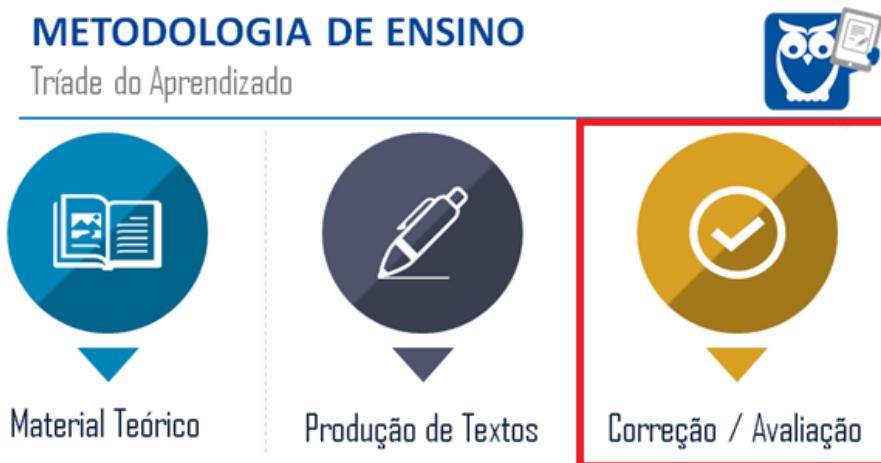 METODOLOGIA DE ENSINO
Tríade do Aprendizado
Material Teórico
Produção de Textos
Correção / Avaliação